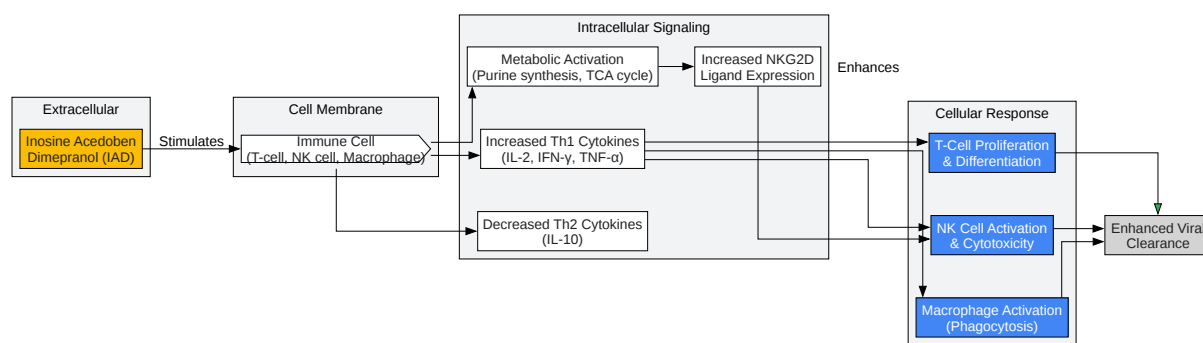 Extracellular
Inosine Acedoben
Dimepranol (IAD)
Stimulates
Cell Membrane
Immune Cell
(T-cell, NK cell, Macrophage)
Intracellular Signaling
Metabolic Activation
(Purine synthesis, TCA cycle)
Increased NKG2D
Ligand Expression
Increased Th1 Cytokines
(IL-2, IFN-γ, TNF-α)
Decreased Th2 Cytokines
(IL-10)
Enhances
Cellular Response
T-Cell Proliferation
& Differentiation
NK Cell Activation
& Cytotoxicity
Macrophage Activation
(Phagocytosis)
Enhanced Viral
Clearance